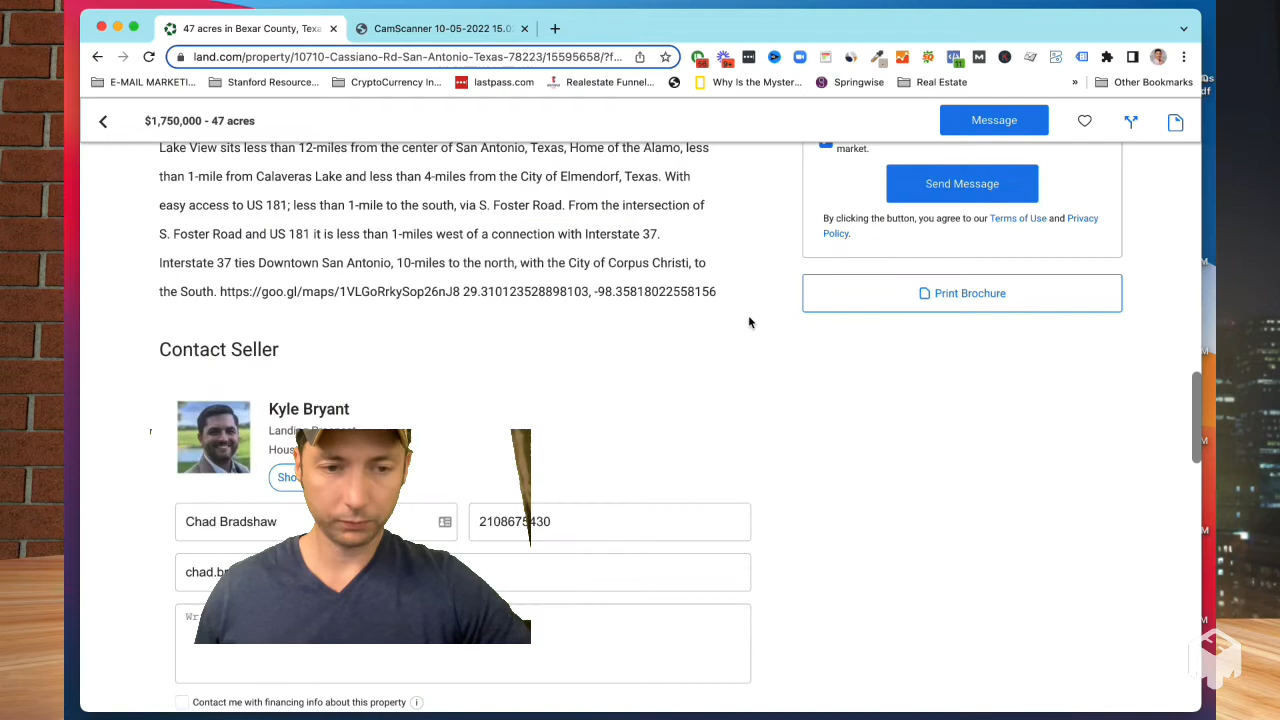 47 acres in Bexar County, Texa
CamScanner 10-05-2022 15.0
land.com/property/10710-Cassiano-Rd-San-Antonio-Texas-78223/15595658/?f...
E-MAIL MARKETI...
Stanford Resource...
CryptoCurrency In...
lastpass.com
Realestate Funnel...
Why Is the Myster...
Springwise
Real Estate
»
Other Bookmarks
$1,750,000 - 47 acres
Message
Lake View sits less than 12-miles from the center of San Antonio, Texas, Home of the Alamo, less
than 1-mile from Calaveras Lake and less than 4-miles from the City of Elmendorf, Texas. With
easy access to US 181; less than 1-mile to the south, via S. Foster Road. From the intersection of
S. Foster Road and US 181 it is less than 1-miles west of a connection with Interstate 37.
Interstate 37 ties Downtown San Antonio, 10-miles to the north, with the City of Corpus Christi, to
the South. https://goo.gl/maps/1VLGoRrkySop26nJ8 29.310123528898103, -98.35818022558156
market.
Send Message
By clicking the button, you agree to our Terms of Use and Privacy
Policy.
Print Brochure
Contact Seller
Kyle Bryant
Chad Bradshaw
2108675430
Contact me with financing info about this property